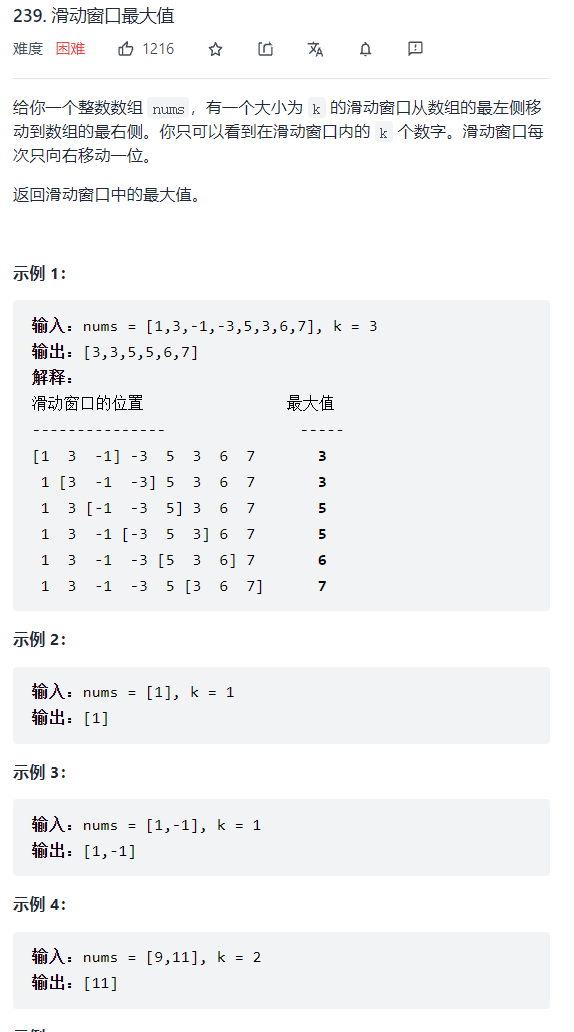 239. 滑动窗口最大值
难度 困难 1216
给你一个整数数组 nums，有一个大小为 k 的滑动窗口从数组的最左侧移
动到数组的最右侧。你只可以看到在滑动窗口内的 k 个数字。滑动窗口每
次只向右移动一位。
返回滑动窗口中的最大值。
示例 1：
输入：nums = [1,3,-1,-3,5,3,6,7], k = 3
输出：[3,3,5,5,6,7]
解释：
滑动窗口的位置 最大值
--------------- -----
[1 3 -1] -3 5 3 6 7 3
1 [3 -1 -3] 5 3 6 7 3
1 3 [-1 -3 5] 3 6 7 5
1 3 -1 [-3 5 3] 6 7 5
1 3 -1 -3 [5 3 6] 7 6
1 3 -1 -3 5 [3 6 7] 7
示例 2：
输入：nums = [1], k = 1
输出：[1]
示例 3：
输入：nums = [1,-1], k = 1
输出：[1,-1]
示例 4：
输入：nums = [9,11], k = 2
输出：[11]